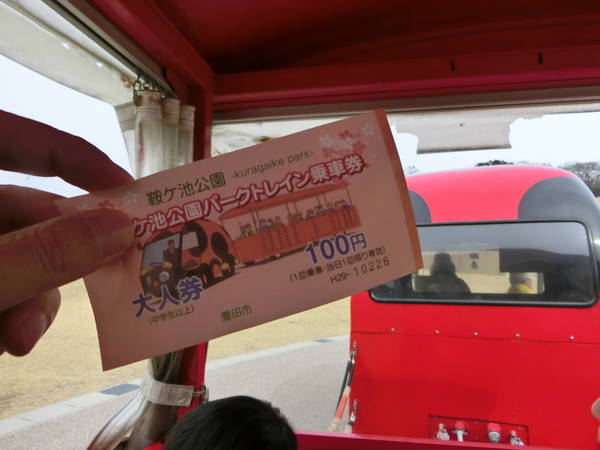 鞍ケ池公園 -kuragaike park-
ケ池公園パークトレイン乗車券
大人券
(中学生以上)
100円
(1回乗車・当日1回限り有効)
H29- 10228
豊田市